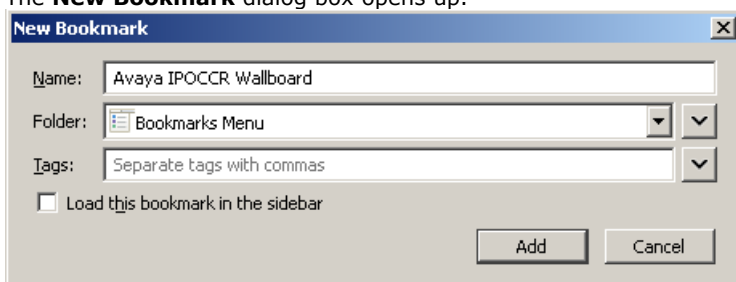 The New Bookmark dialog box opens up.
New Bookmark
Name: Avaya IPOCCR Wallboard
Folder: Bookmarks Menu
Tags: Separate tags with commas
Load this bookmark in the sidebar
Add Cancel